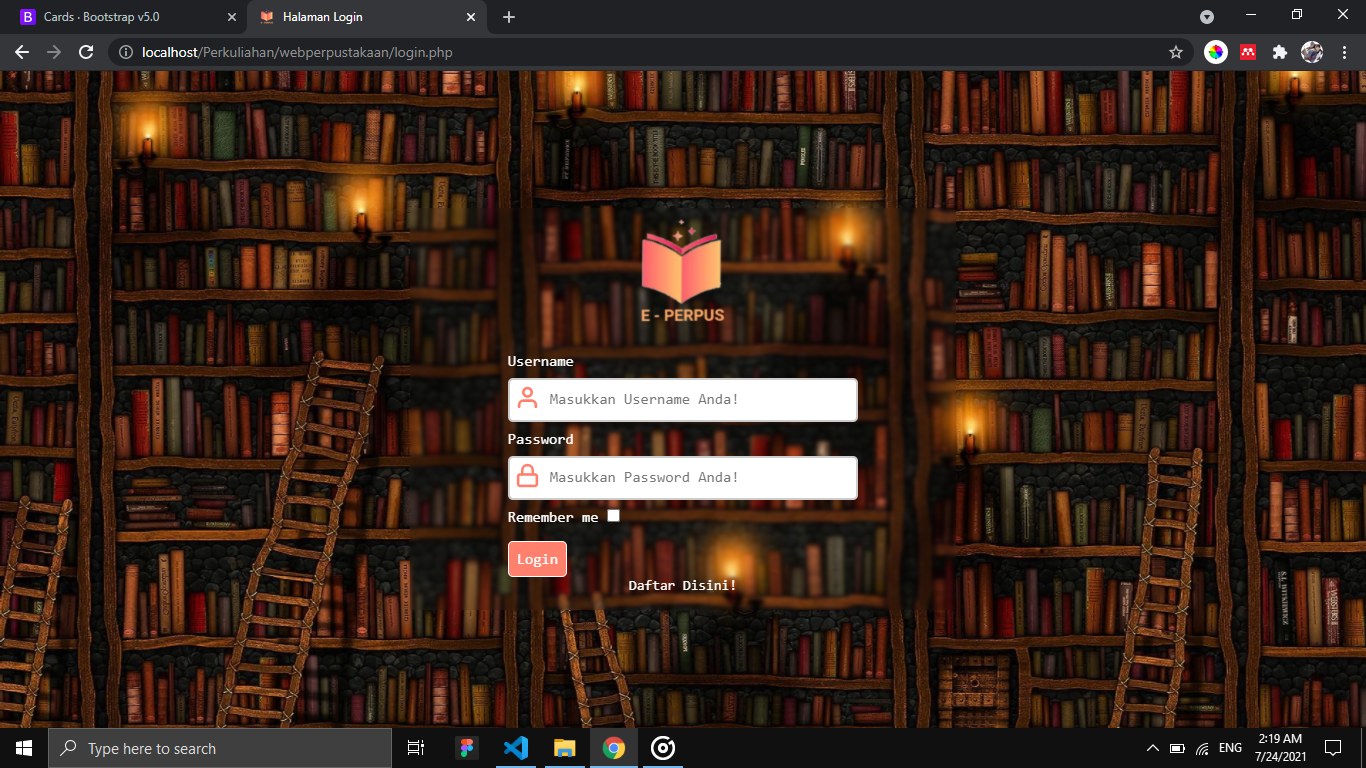 Cards · Bootstrap v5.0
Halaman Login
localhost/Perkuliahan/webperpustakaan/login.php
E - PERPUS
Username
Masukkan Username Anda!
Password
Masukkan Password Anda!
Remember me
Login
Daftar Disini!
Type here to search
ENG
2:19 AM
7/24/2021